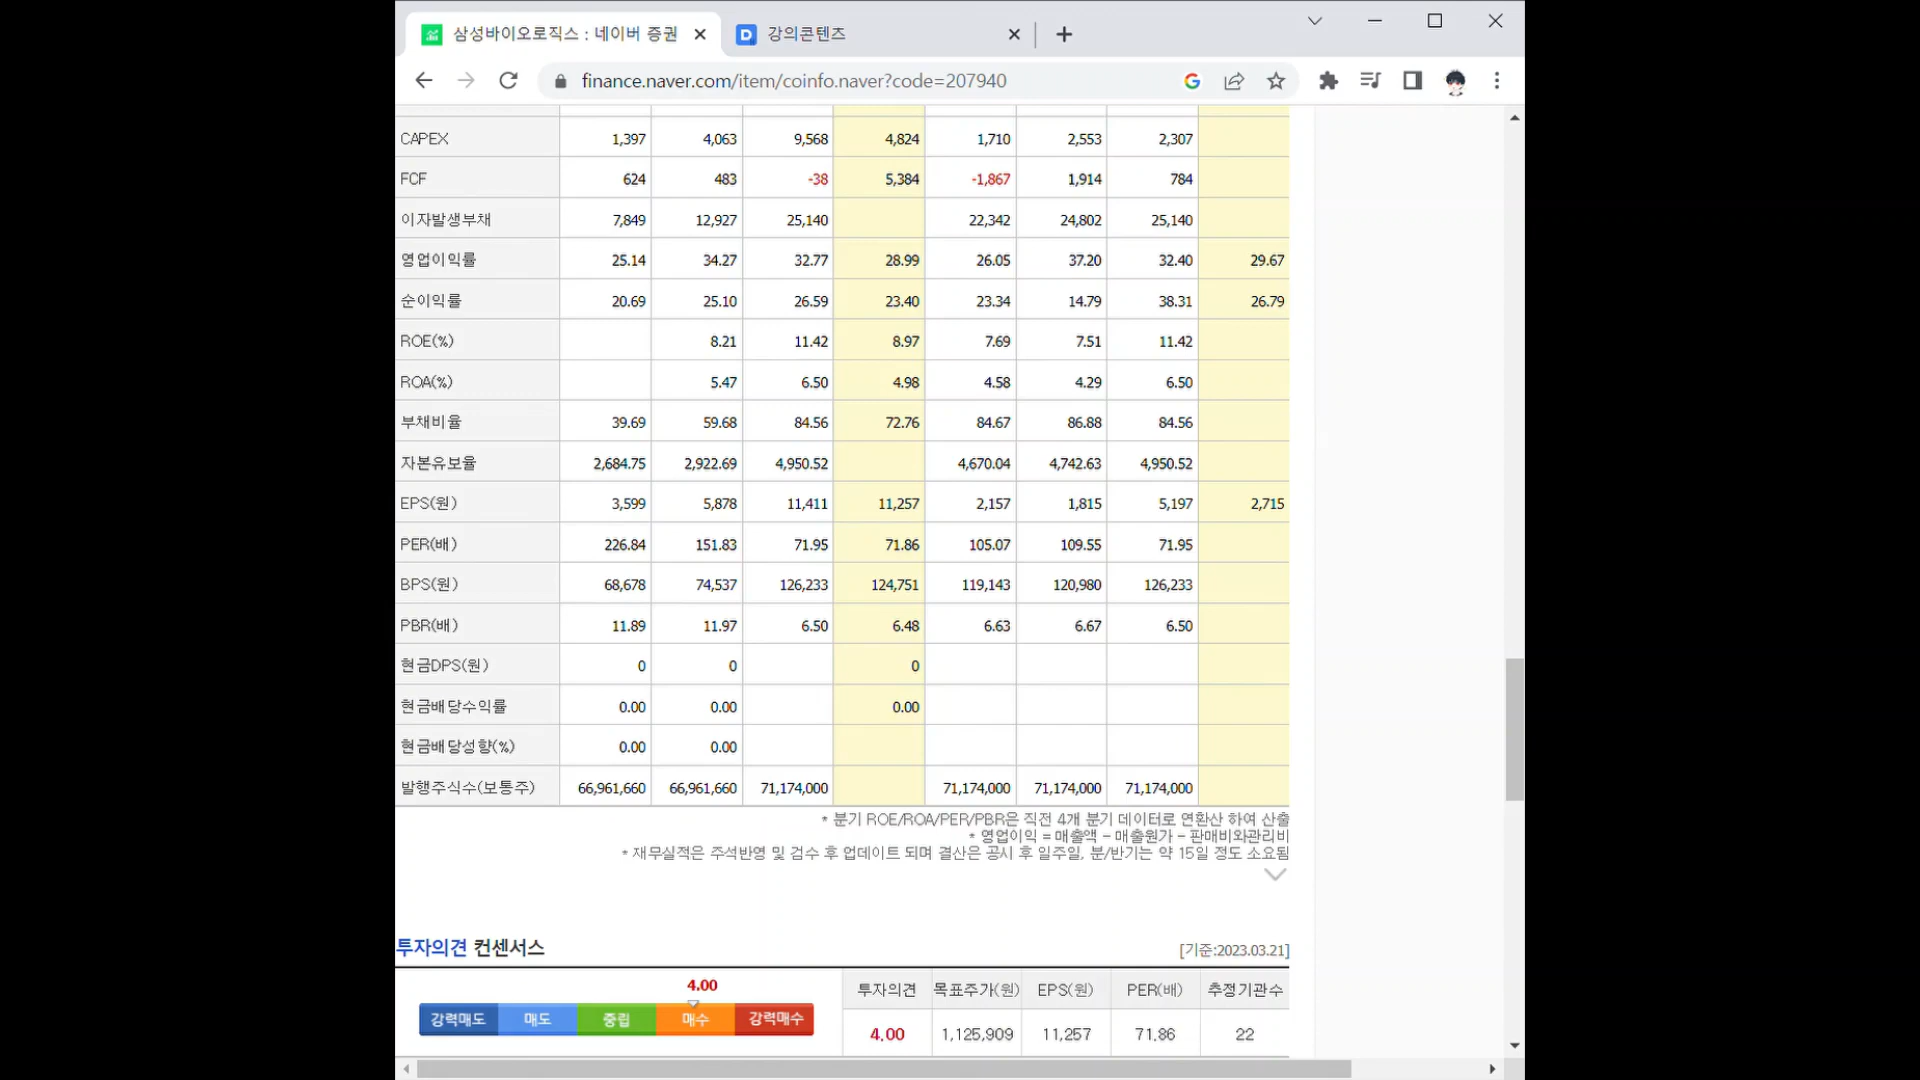 삼성바이오로직스 : 네이버 증권
강의콘텐즈
finance.naver.com/item/coinfo.naver?code=207940
CAPEX 1,397 4,063 9,568 4,824 1,710 2,553 2,307
FCF 624 483 -38 5,384 -1,867 1,914 784
이자발생부채 7,849 12,927 25,140 22,342 24,802 25,140
영업이익률 25.14 34.27 32.77 28.99 26.05 37.20 32.40 29.67
순이익률 20.69 25.10 26.59 23.40 23.34 14.79 38.31 26.79
ROE(%) 8.21 11.42 8.97 7.69 7.51 11.42
ROA(%) 5.47 6.50 4.98 4.58 4.29 6.50
부채비율 39.69 59.68 84.56 72.76 84.67 86.88 84.56
자본유보율 2,684.75 2,922.69 4,950.52 4,670.04 4,742.63 4,950.52
EPS(원) 3,599 5,878 11,411 11,257 2,157 1,815 5,197 2,715
PER(배) 226.84 151.83 71.95 71.86 105.07 109.55 71.95
BPS(원) 68,678 74,537 126,233 124,751 119,143 120,980 126,233
PBR(배) 11.89 11.97 6.50 6.48 6.63 6.67 6.50
현금DPS(원) 0 0 0
현금배당수익률 0.00 0.00 0.00
현금배당성향(%) 0.00 0.00
발행주식수(보통주) 66,961,660 66,961,660 71,174,000 71,174,000 71,174,000 71,174,000
* 분기 ROE/ROA/PER/PBR은 직전 4개 분기 데이터로 연환산 하여 산출
* 영업이익 = 매출액 - 매출원가 - 판매비와관리비
* 재무실적은 주석반영 및 검수 후 업데이트 되며 결산은 공시 후 일주일, 분/반기는 약 15일 정도 소요됨
투자의견 컨센서스 [기준:2023.03.21]
4.00
강력매도 매도 중립 매수 강력매수
투자의견 목표주가(원) EPS(원) PER(배) 추정기관수
4.00 1,125,909 11,257 71.86 22